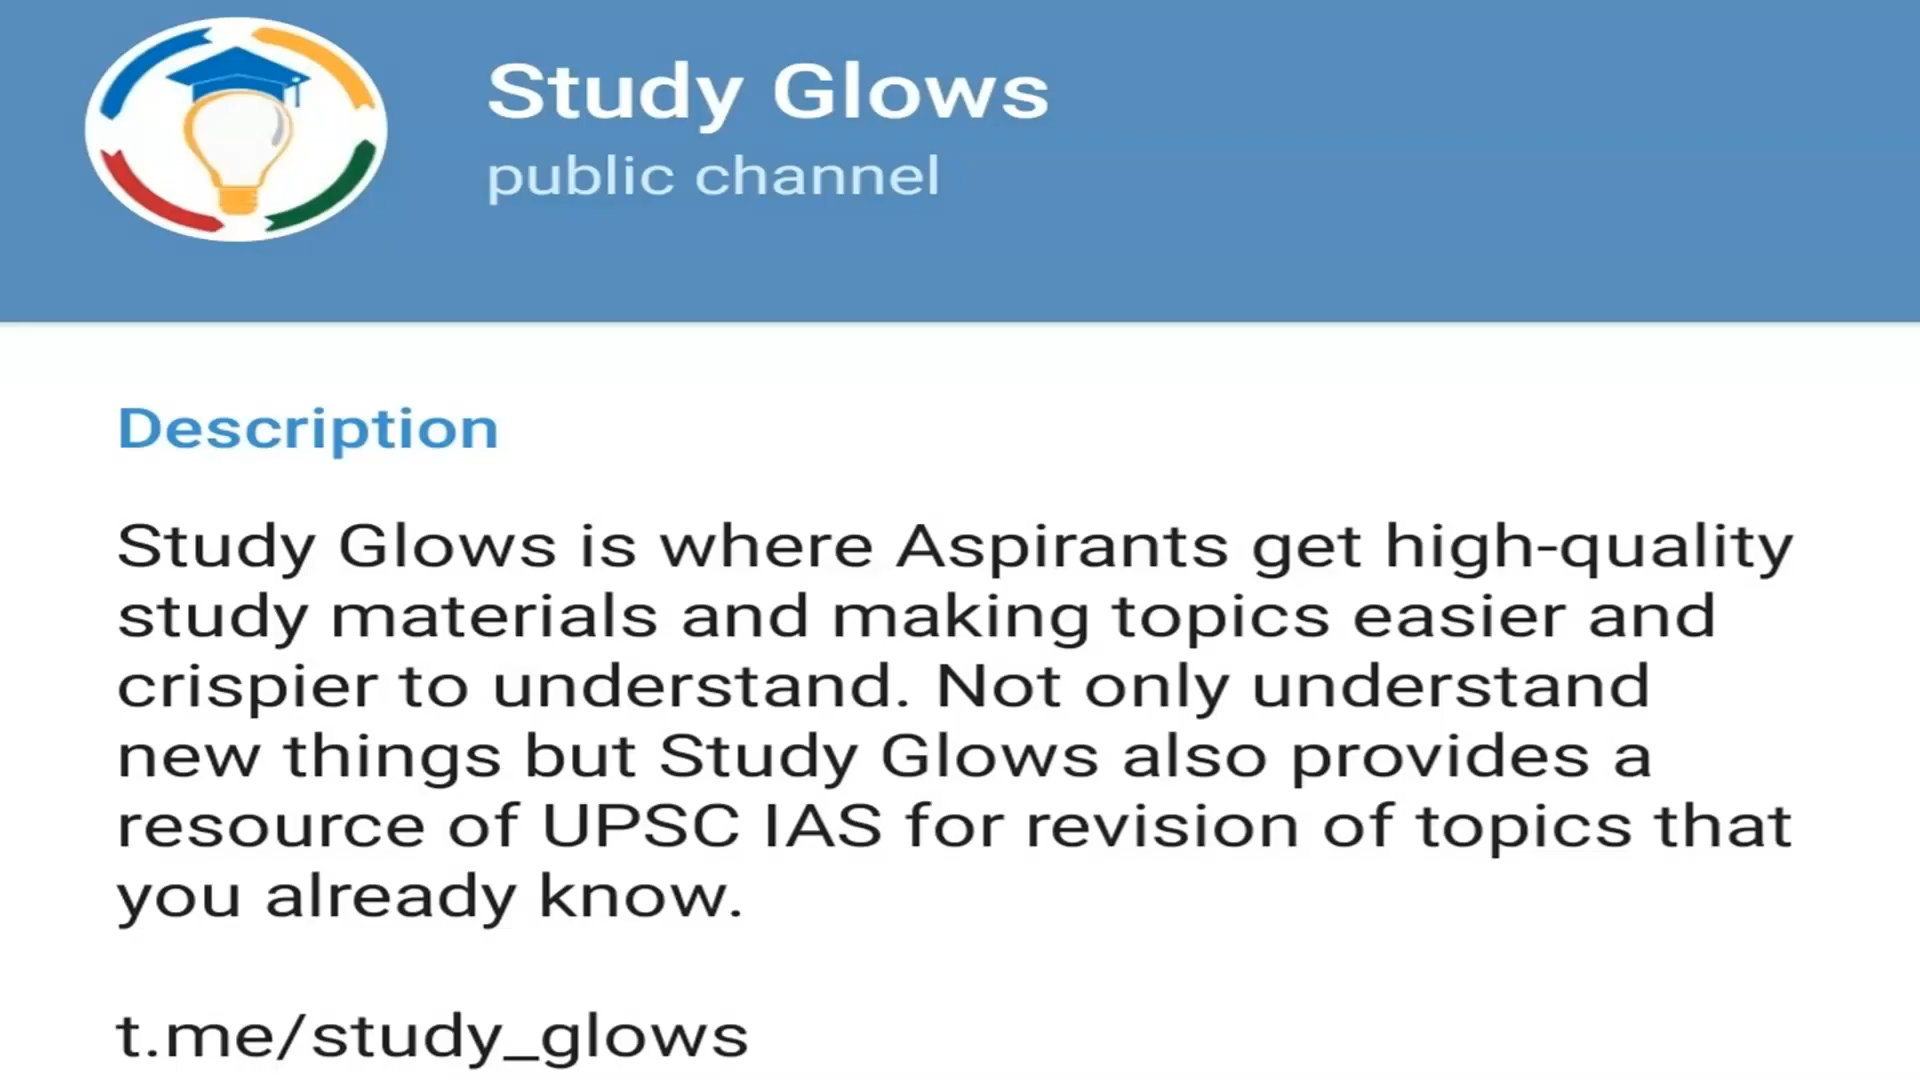 Study Glows
public channel
Description
Study Glows is where Aspirants get high-quality
study materials and making topics easier and
crispier to understand. Not only understand
new things but Study Glows also provides a
resource of UPSC IAS for revision of topics that
you already know.
t.me/study_glows